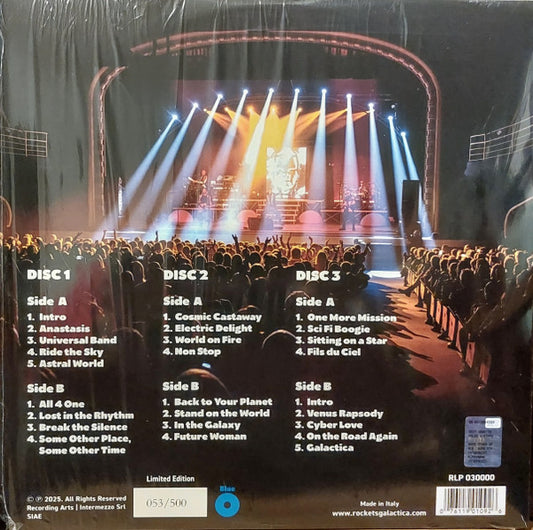 DISC 1
Side A
1. Intro
2. Anastasis
3. Universal Band
4. Ride the Sky
5. Astral World
Side B
1. All 4 One
2. Lost in the Rhythm
3. Break the Silence
4. Some Other Place,
Some Other Time
DISC 2
Side A
1. Cosmic Castaway
2. Electric Delight
3. World on Fire
4. Non Stop
Side B
1. Back to Your Planet
2. Stand on the World
3. In the Galaxy
4. Future Woman
DISC 3
Side A
1. One More Mission
2. Sci Fi Boogie
3. Sitting on a Star
4. Fils du Ciel
Side B
1. Intro
2. Venus Rapsody
3. Cyber Love
4. On the Road Again
5. Galactica
© ℗ 2025. All Rights Reserved
Recording Arts | Intermezzo Srl
SIAE
Limited Edition
053/500
Blue
Made in Italy
www.rocketsgalactica.com
RLP 030000